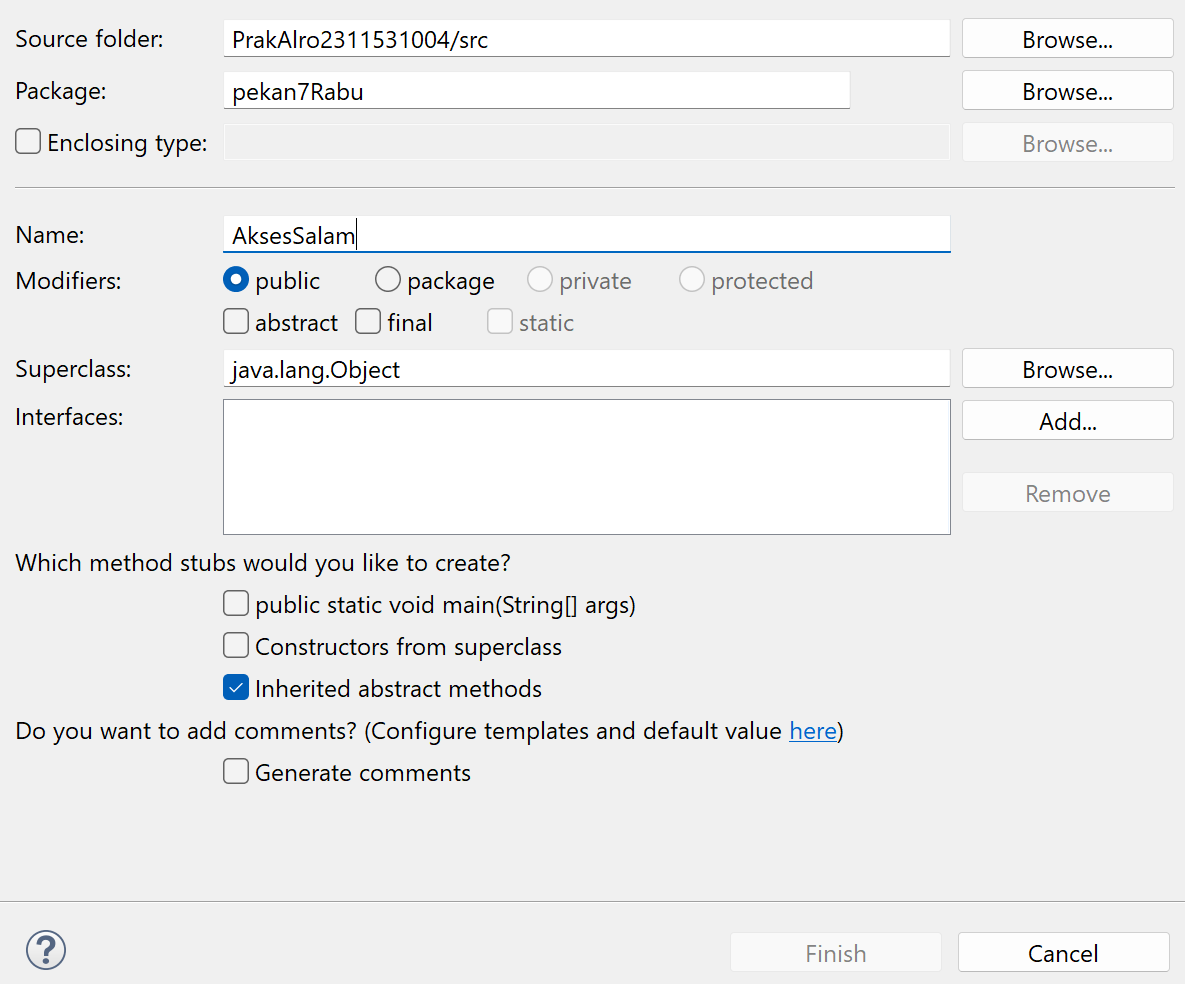 Source folder: PrakAlro2311531004/src Browse...
Package: pekan7Rabu Browse...
Enclosing type: Browse...
Name: AksesSalam
Modifiers: public package private protected
abstract final static
Superclass: java.lang.Object Browse...
Interfaces: Add...
Remove
Which method stubs would you like to create?
public static void main(String[] args)
Constructors from superclass
Inherited abstract methods
Do you want to add comments? (Configure templates and default value here)
Generate comments
? Finish Cancel